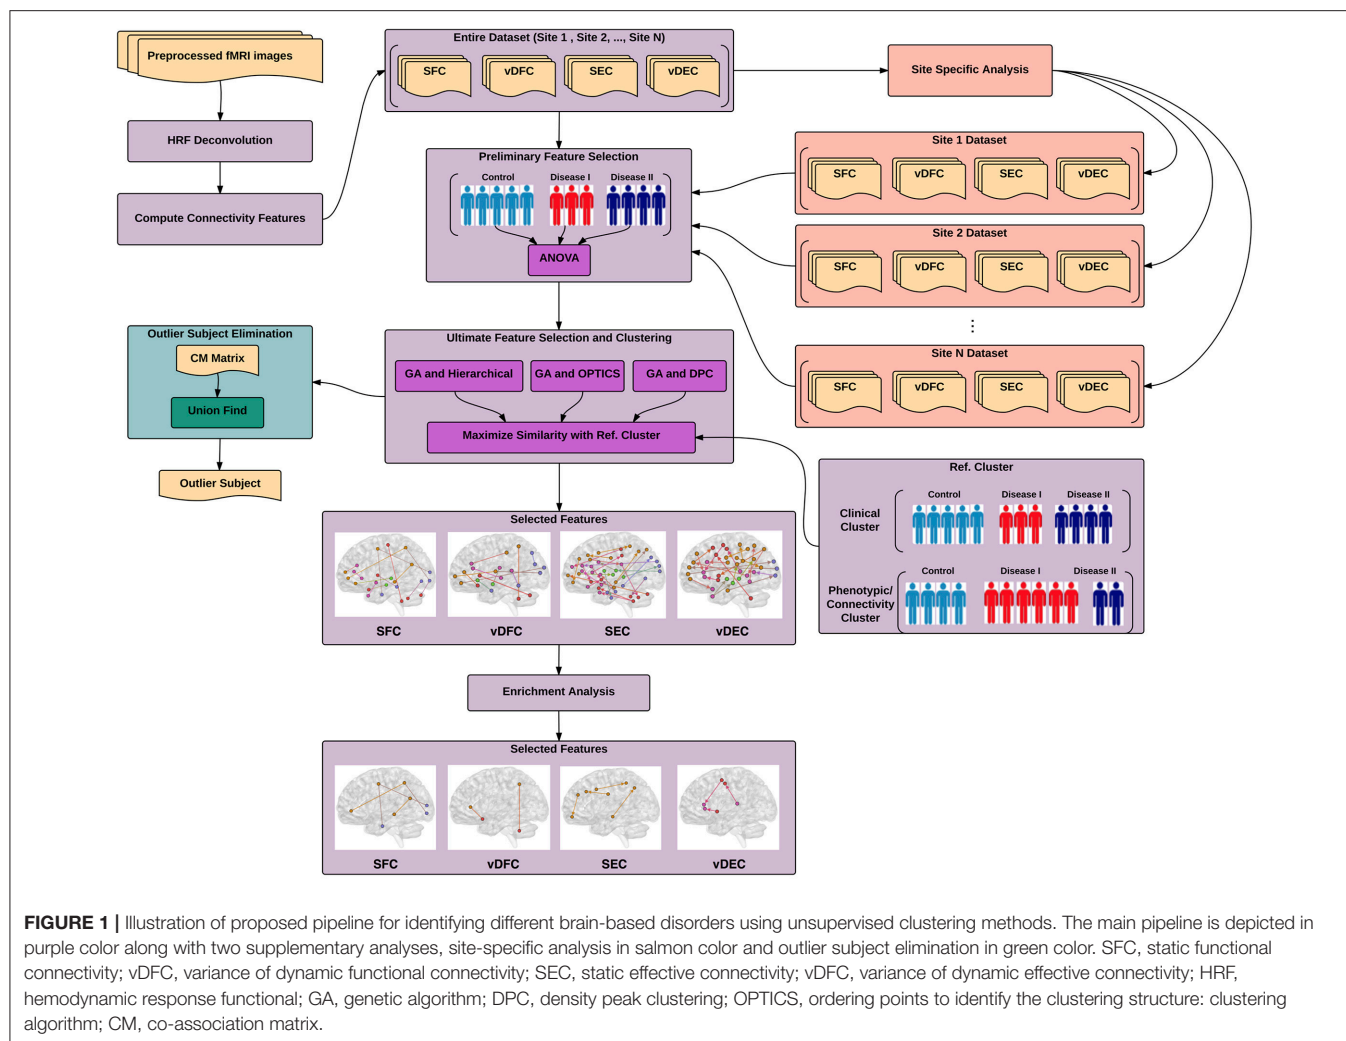 Preprocessed fMRI images
HRF Deconvolution
Compute Connectivity Features
Entire Dataset (Site 1 , Site 2, ..., Site N)
SFC
vDFC
SEC
vDEC
Site Specific Analysis
Site 1 Dataset
SFC
vDFC
SEC
vDEC
Site 2 Dataset
SFC
vDFC
SEC
vDEC
...
Site N Dataset
SFC
vDFC
SEC
vDEC
Preliminary Feature Selection
Control
Disease I
Disease II
ANOVA
Ultimate Feature Selection and Clustering
GA and Hierarchical
GA and OPTICS
GA and DPC
Maximize Similarity with Ref. Cluster
Outlier Subject Elimination
CM Matrix
Union Find
Outlier Subject
Ref. Cluster
Clinical
Cluster
Control
Disease I
Disease II
Phenotypic/
Connectivity
Cluster
Control
Disease I
Disease II
Selected Features
SFC
vDFC
SEC
vDEC
Enrichment Analysis
Selected Features
SFC
vDFC
SEC
vDEC
FIGURE 1 | Illustration of proposed pipeline for identifying different brain-based disorders using unsupervised clustering methods. The main pipeline is depicted in
purple color along with two supplementary analyses, site-specific analysis in salmon color and outlier subject elimination in green color. SFC, static functional
connectivity; vDFC, variance of dynamic functional connectivity; SEC, static effective connectivity; vDFC, variance of dynamic effective connectivity; HRF,
hemodynamic response functional; GA, genetic algorithm; DPC, density peak clustering; OPTICS, ordering points to identify the clustering structure: clustering
algorithm; CM, co-association matrix.